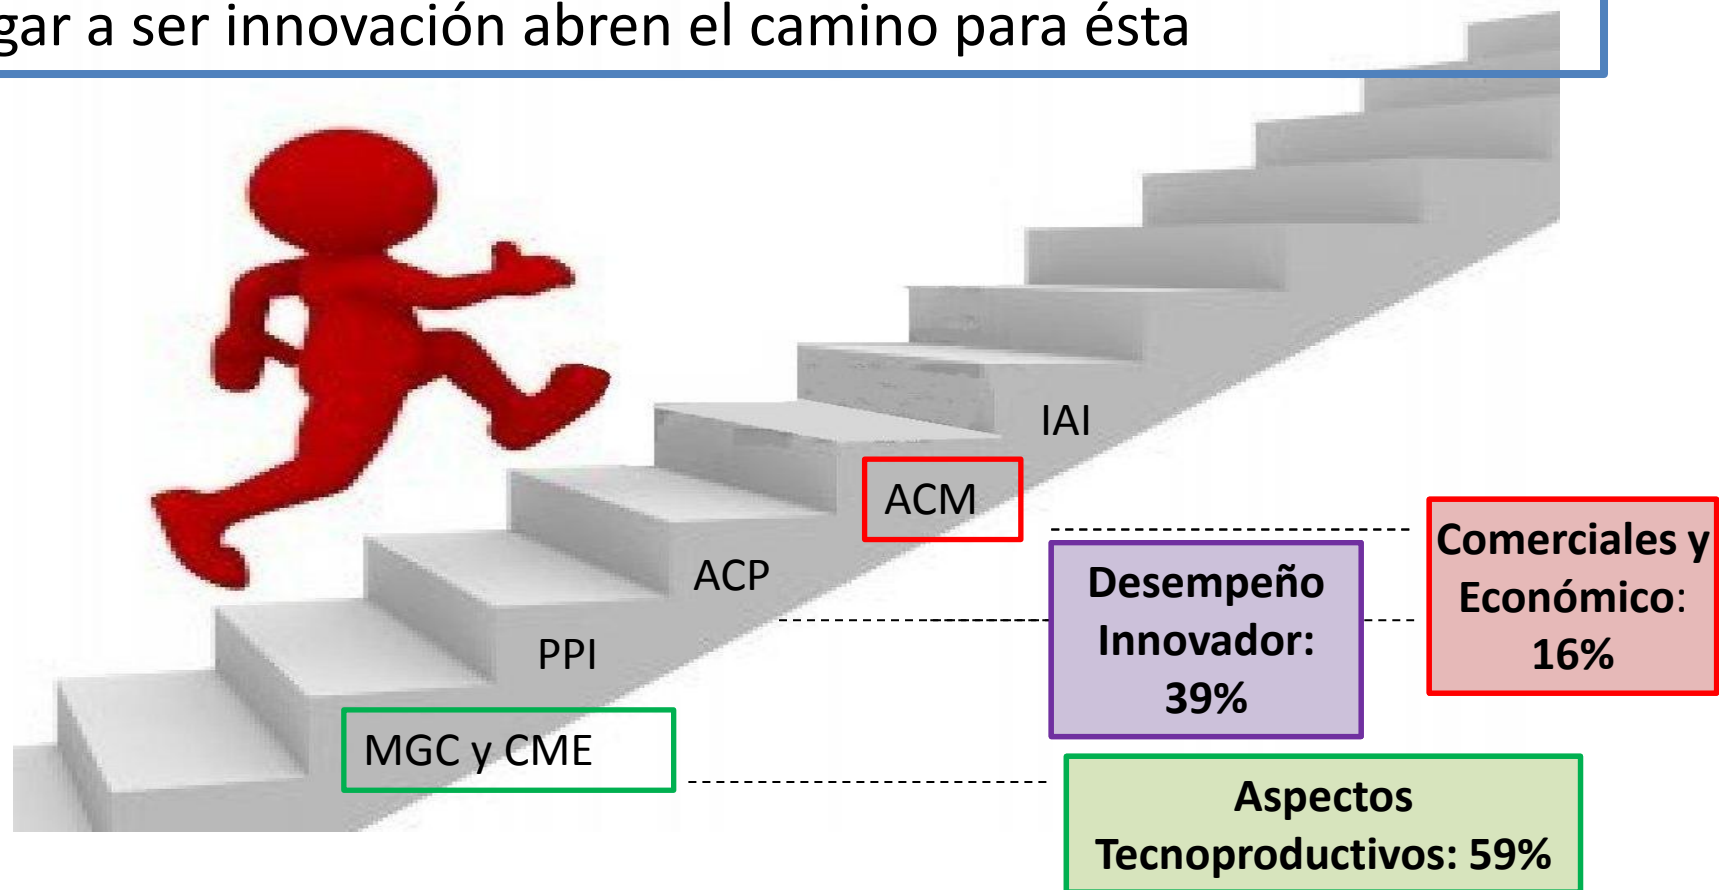 a ser innovación abren el camino para ésta
IAI
ACM
ACP
PPI
MGC y CME
Comerciales y
Económico:
16%
Desempeño
Innovador:
39%
Aspectos
Tecnoproductivos: 59%